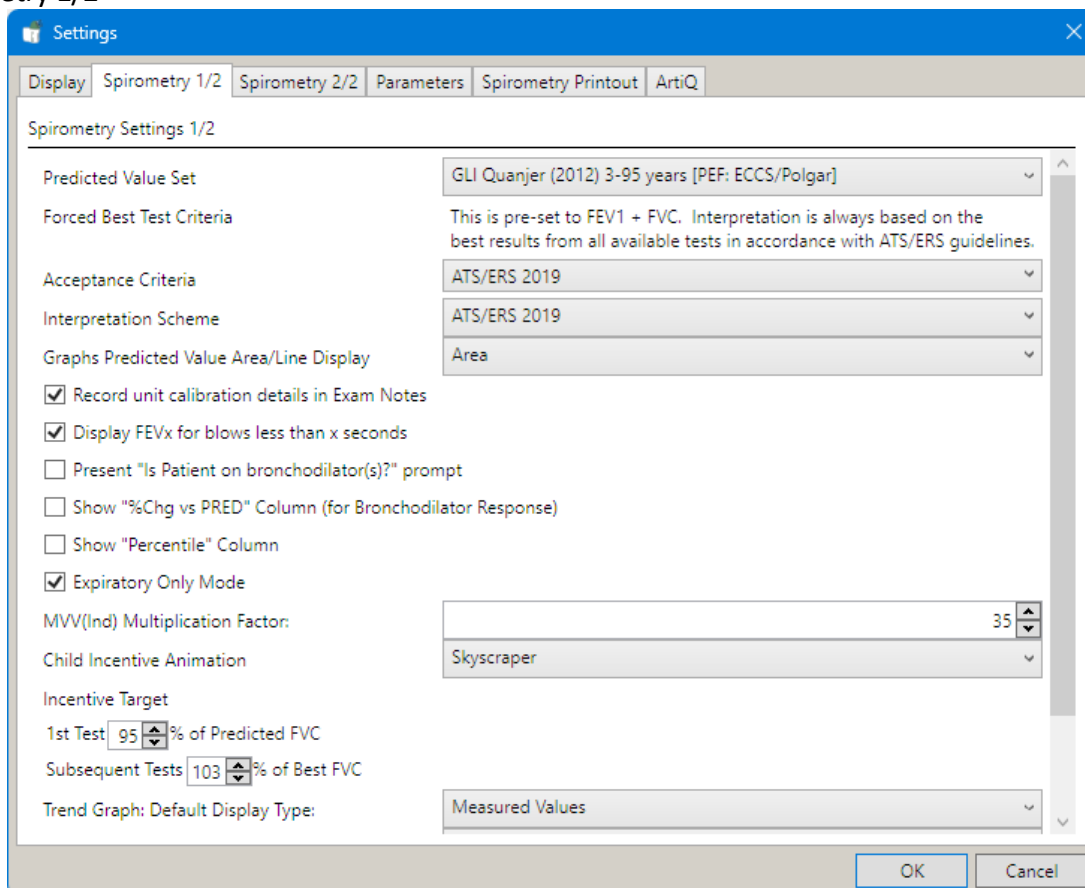 Settings
Display Spirometry 1/2 Spirometry 2/2 Parameters Spirometry Printout ArtiQ
Spirometry Settings 1/2
Predicted Value Set GLI Quanjer (2012) 3-95 years [PEF: ECCS/Polgar]
Forced Best Test Criteria This is pre-set to FEV1 + FVC. Interpretation is always based on the
best results from all available tests in accordance with ATS/ERS guidelines.
Acceptance Criteria ATS/ERS 2019
Interpretation Scheme ATS/ERS 2019
Graphs Predicted Value Area/Line Display Area
Record unit calibration details in Exam Notes
Display FEVx for blows less than x seconds
Present "Is Patient on bronchodilator(s)?" prompt
Show "%Chg vs PRED" Column (for Bronchodilator Response)
Show "Percentile" Column
Expiratory Only Mode
MVV(Ind) Multiplication Factor: 35
Child Incentive Animation Skyscraper
Incentive Target
1st Test 95 % of Predicted FVC
Subsequent Tests 103 % of Best FVC
Trend Graph: Default Display Type: Measured Values
OK Cancel